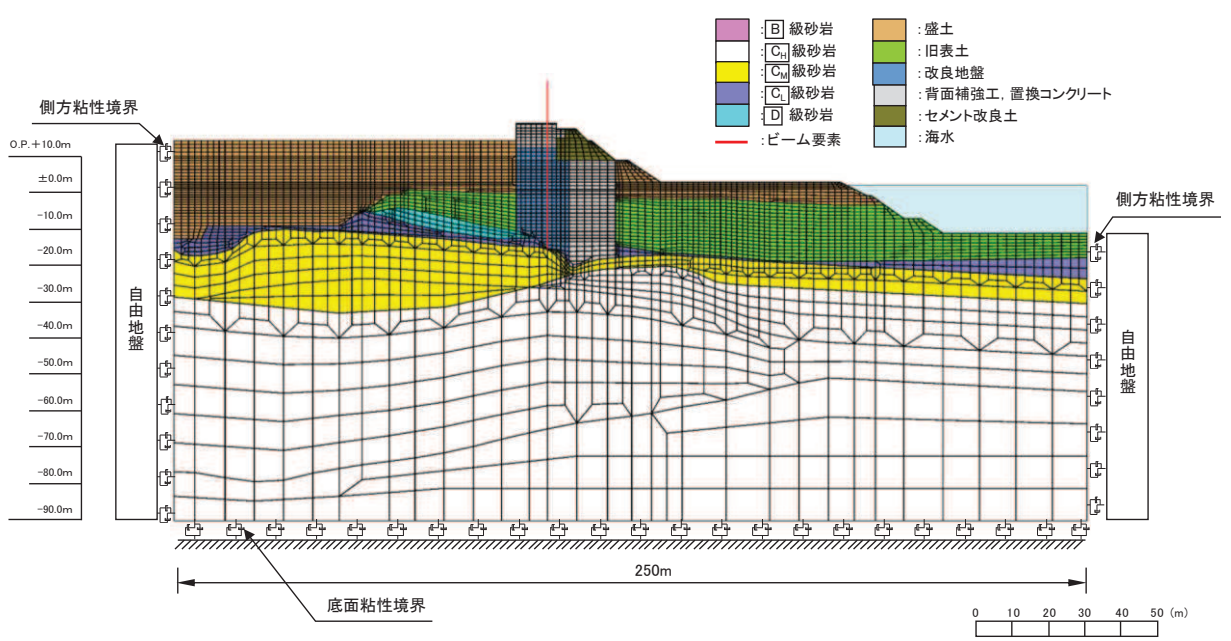 :B 級砂岩
:CH 級砂岩
:CM 級砂岩
:CL 級砂岩
:D 級砂岩
:ビーム要素
:盛土
:旧表土
:改良地盤
:背面補強工,置換コンクリート
:セメント改良土
:海水
側方粘性境界
O.P.+10.0m
±0.0m
-10.0m
-20.0m
-30.0m
-40.0m
-50.0m
-60.0m
-70.0m
-80.0m
-90.0m
自由地盤
側方粘性境界
自由地盤
250m
底面粘性境界
0 10 20 30 40 50 (m)